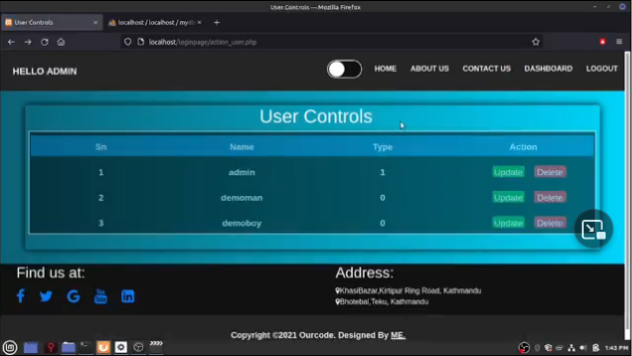 User Controls — Mozilla Firefox
User Controls
localhost / localhost / myd
localhost/loginpage/action_user.php
HELLO ADMIN
HOME ABOUT US CONTACT US DASHBOARD LOGOUT
User Controls
Sn Name Type Action
1 admin 1 Update Delete
2 demoman 0 Update Delete
3 demoboy 0 Update Delete
Find us at:
Address:
KhasiBazar,Kirtipur Ring Road, Kathmandu
Bhotebal,Teku, Kathmandu
Copyright ©2021 Ourcode. Designed By ME.
1:43 PM